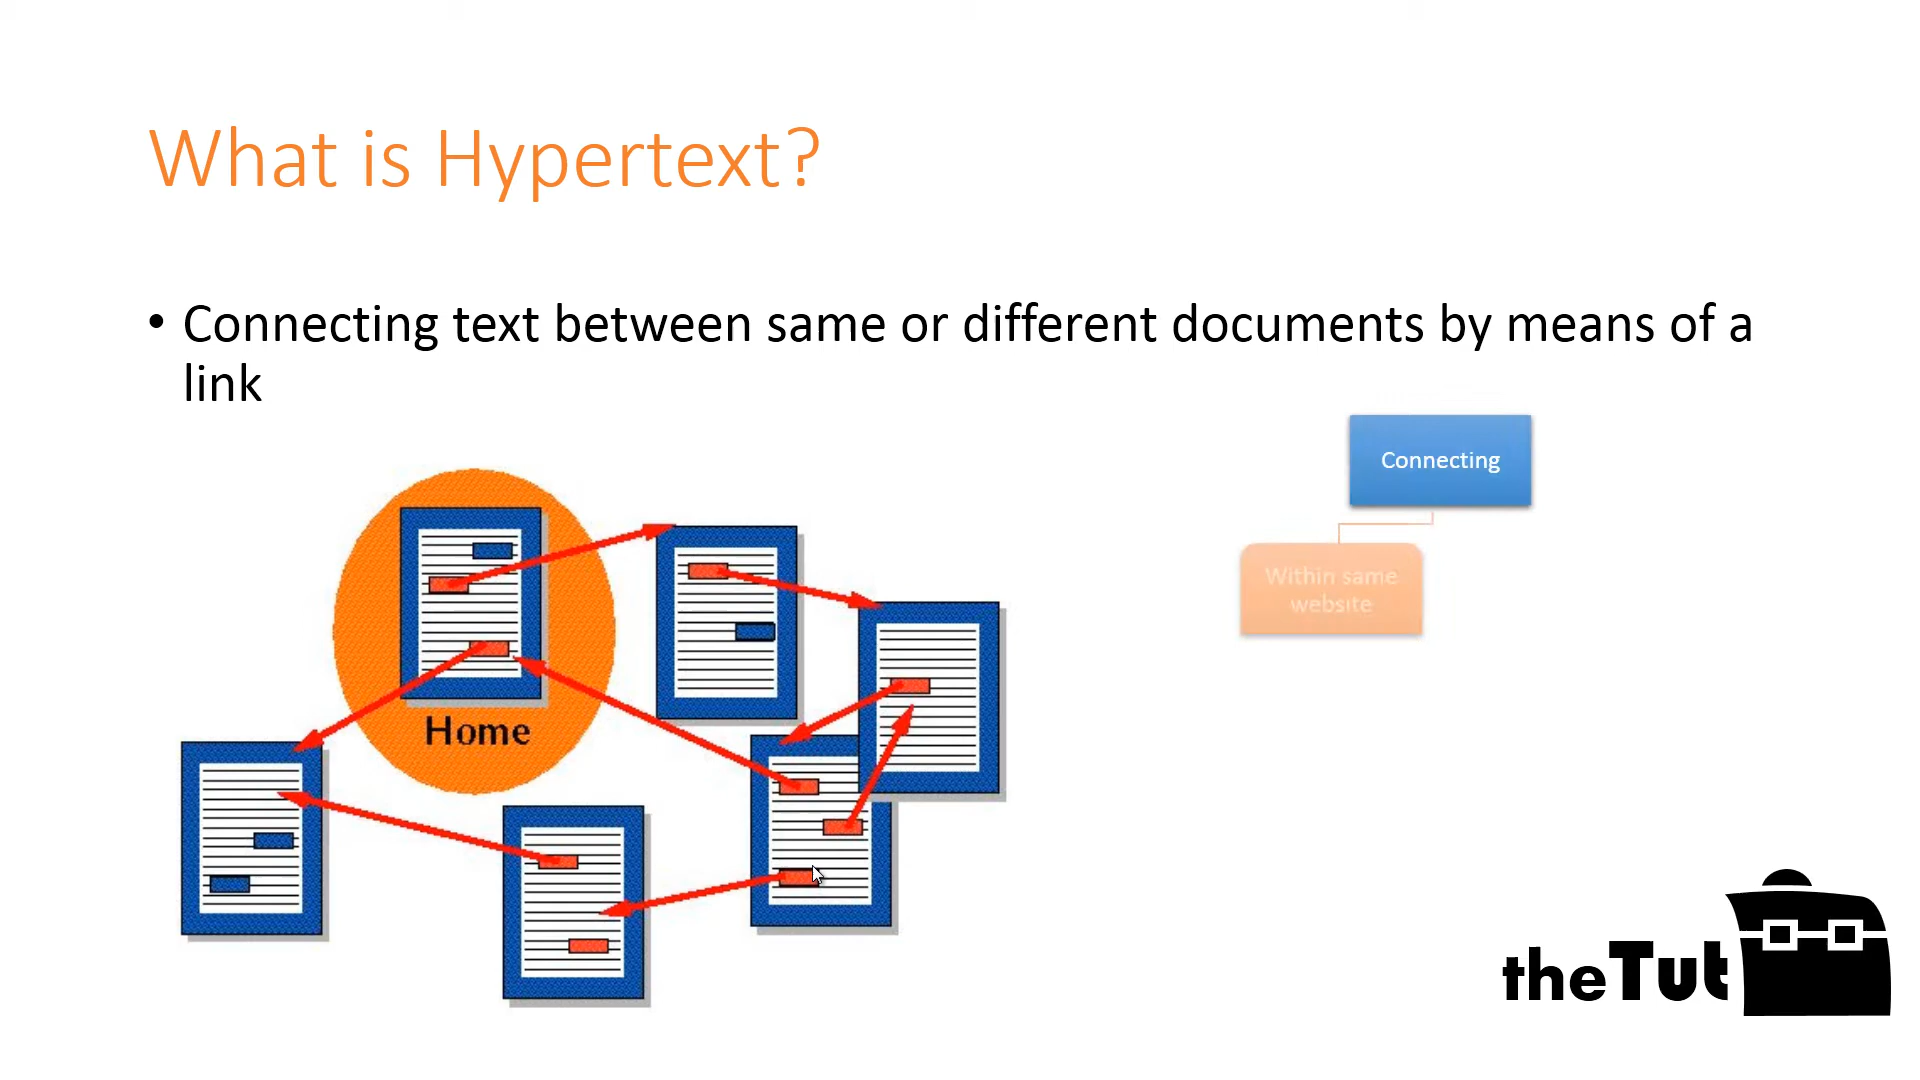 What is Hypertext?
• Connecting text between same or different documents by means of a
link
Connecting
Within same
website
Home
theTut